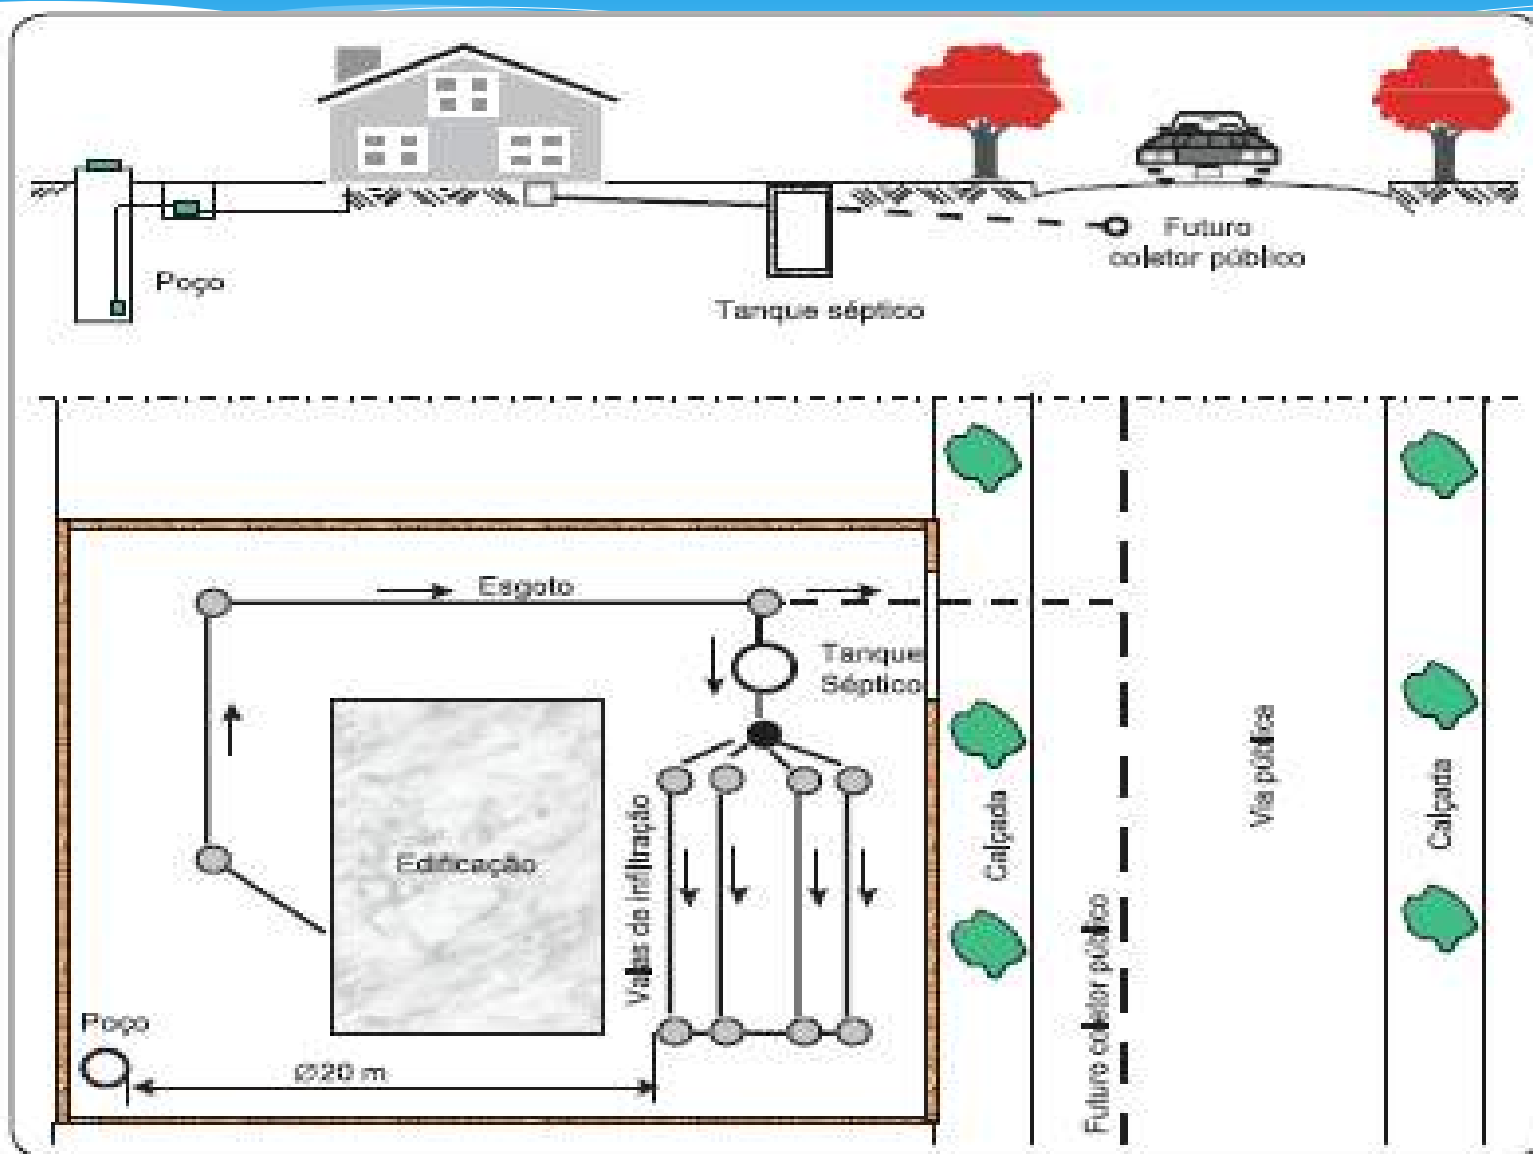 Poço
Futuro
coletor público
Tanque séptico
Esgoto
Tanque
Séptico
Edificação
Valas de infiltração
Poço
Ø20 m
Calçada
Futuro coletor público
Via pública
Calçada